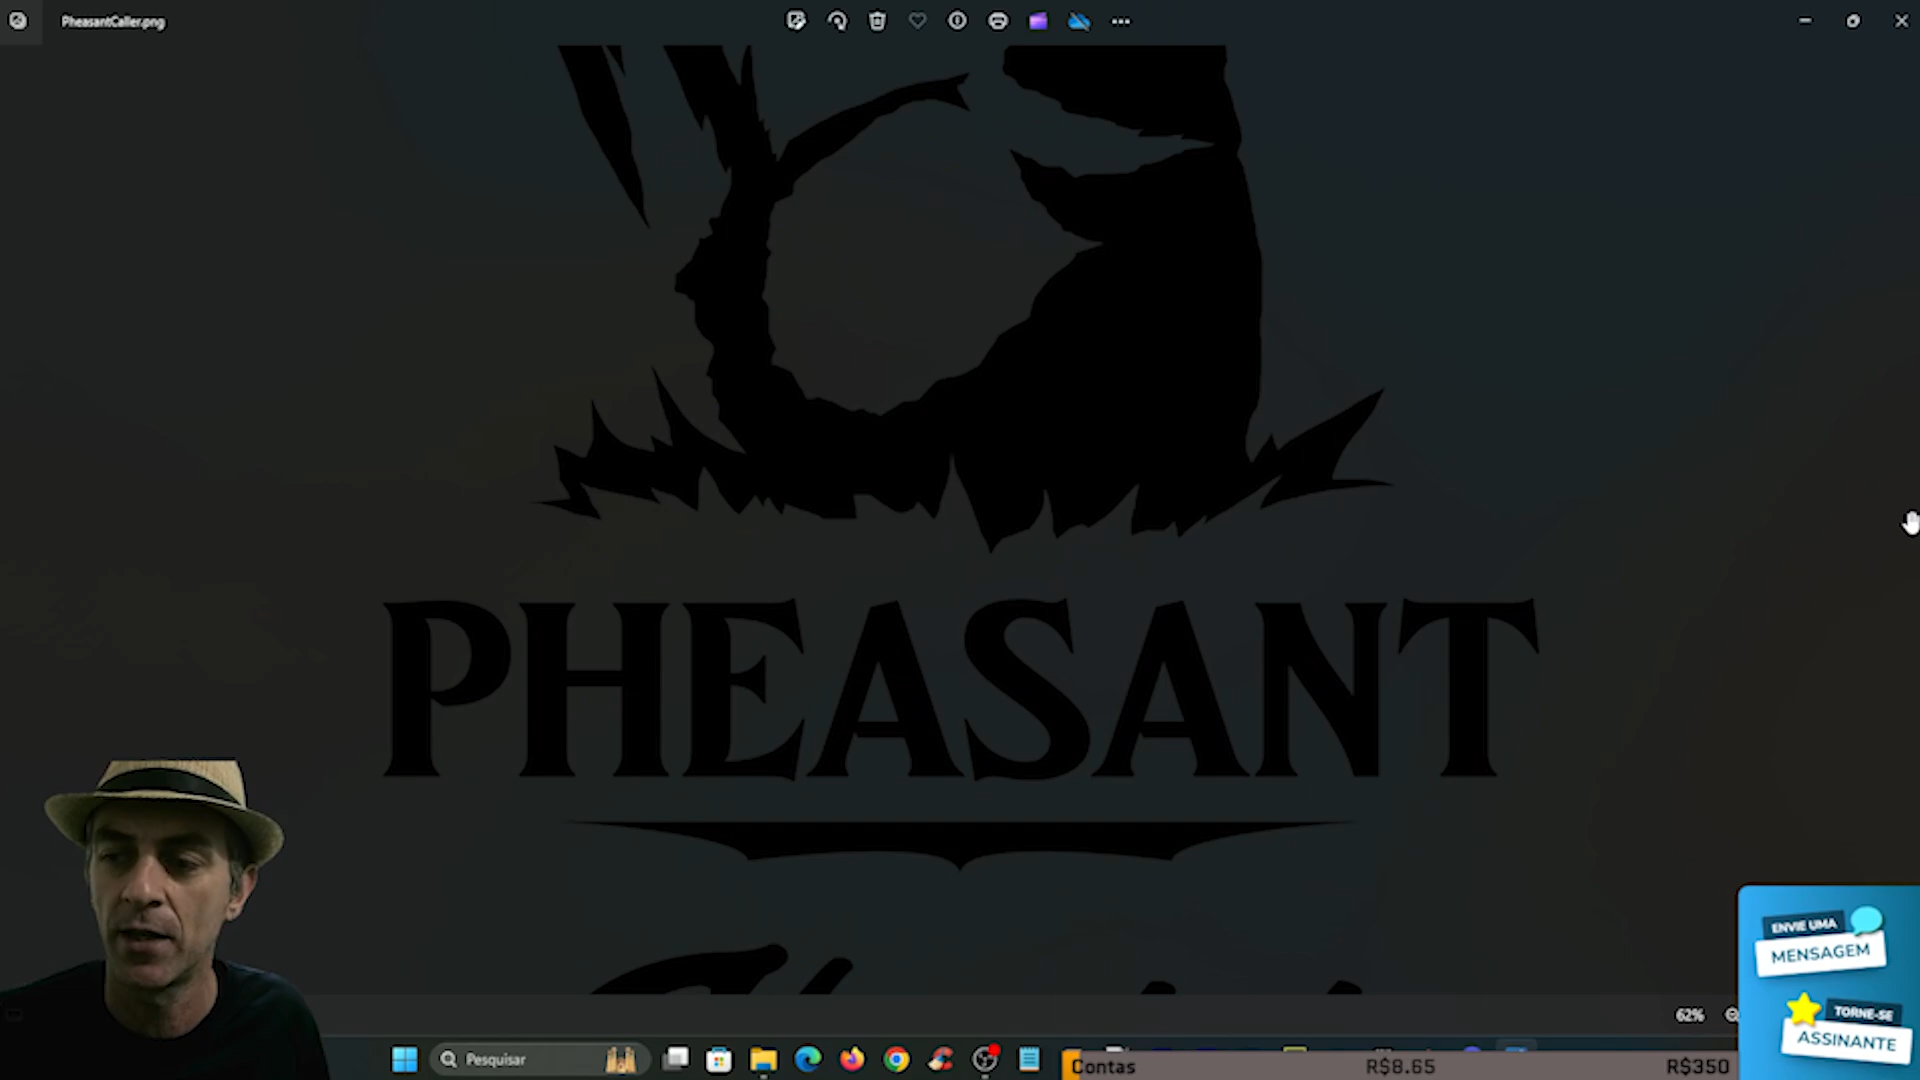 PheasantCaller.png
PHEASANT
62%
ENVIE UMA
MENSAGEM
TORNE-SE
ASSINANTE
Pesquisar
Contas R$8.65 R$350